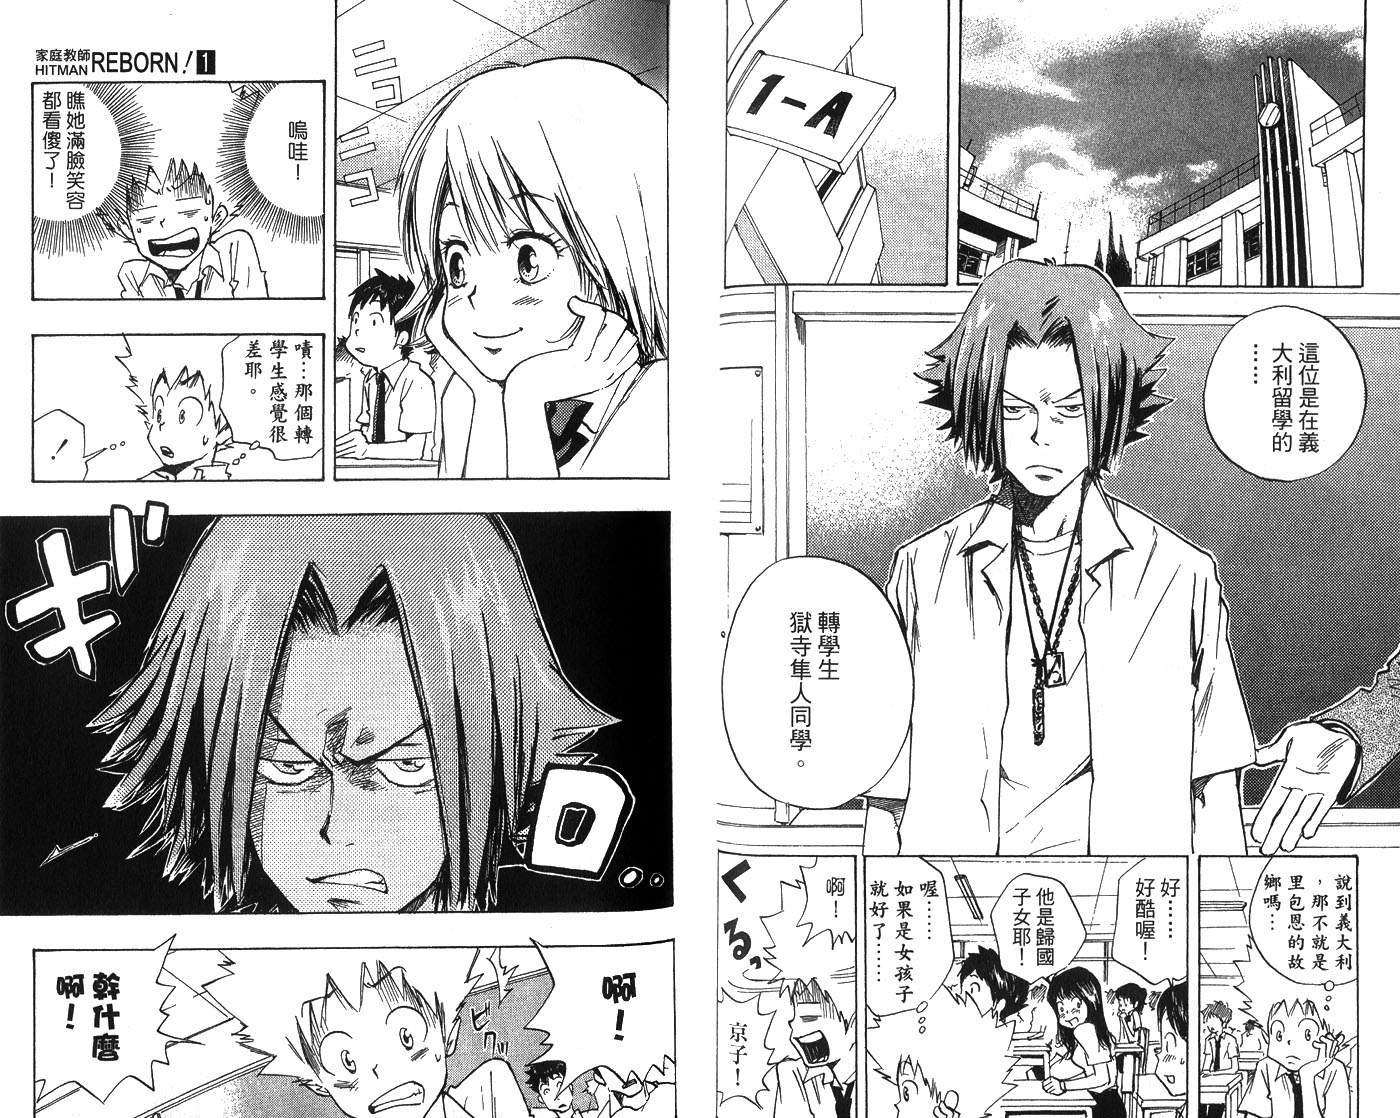 1-A
這位是在義
大利留學的
……
轉學生
獄寺隼人同學。
說到義大利
，那不就是
里包恩的故
鄉嗎…
好…
好酷喔！
他是歸國
子女耶！
喔……
如果是女孩子
就好了……
啊！
くるっ
京子！
家庭教師
HITMAN REBORN! 1
ニコ
ニコ
嗚哇！
瞧她滿臉笑容
都看傻了！
嘖…那個轉
學生感覺很
差耶。
！
ギロ
啊！
ビクッ
幹什麼
啊！